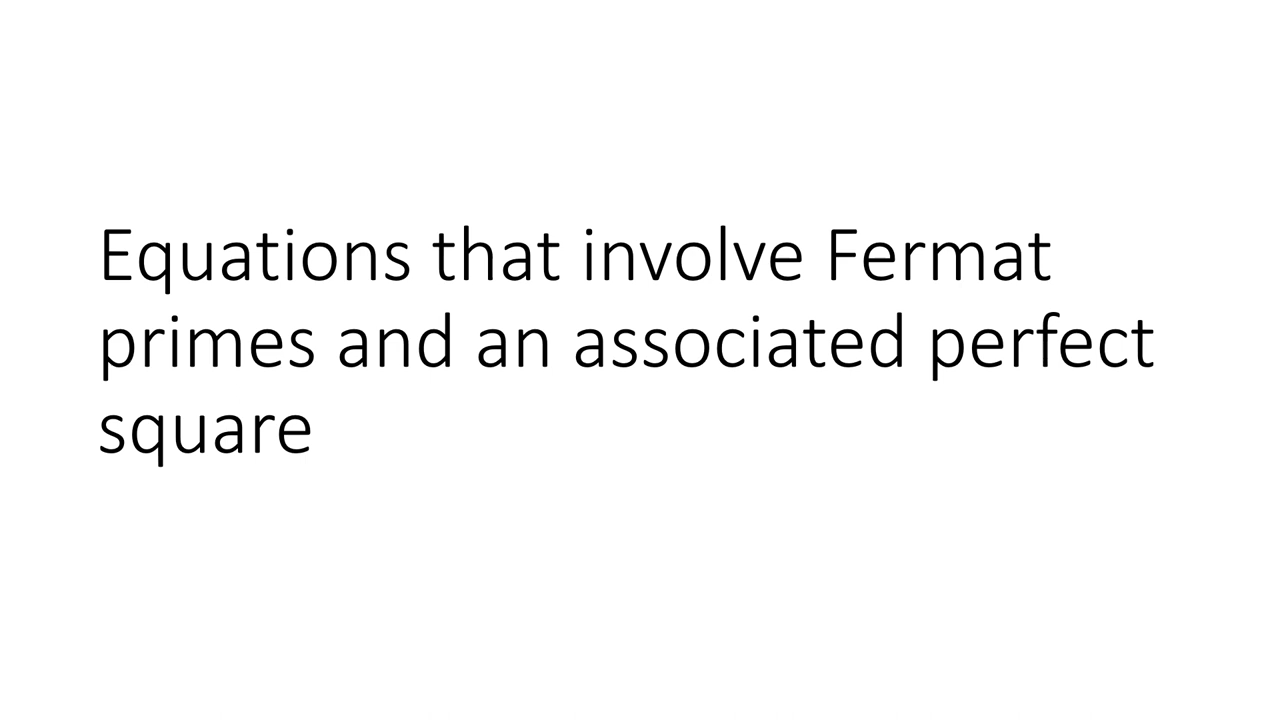 Equations that involve Fermat
primes and an associated perfect
square